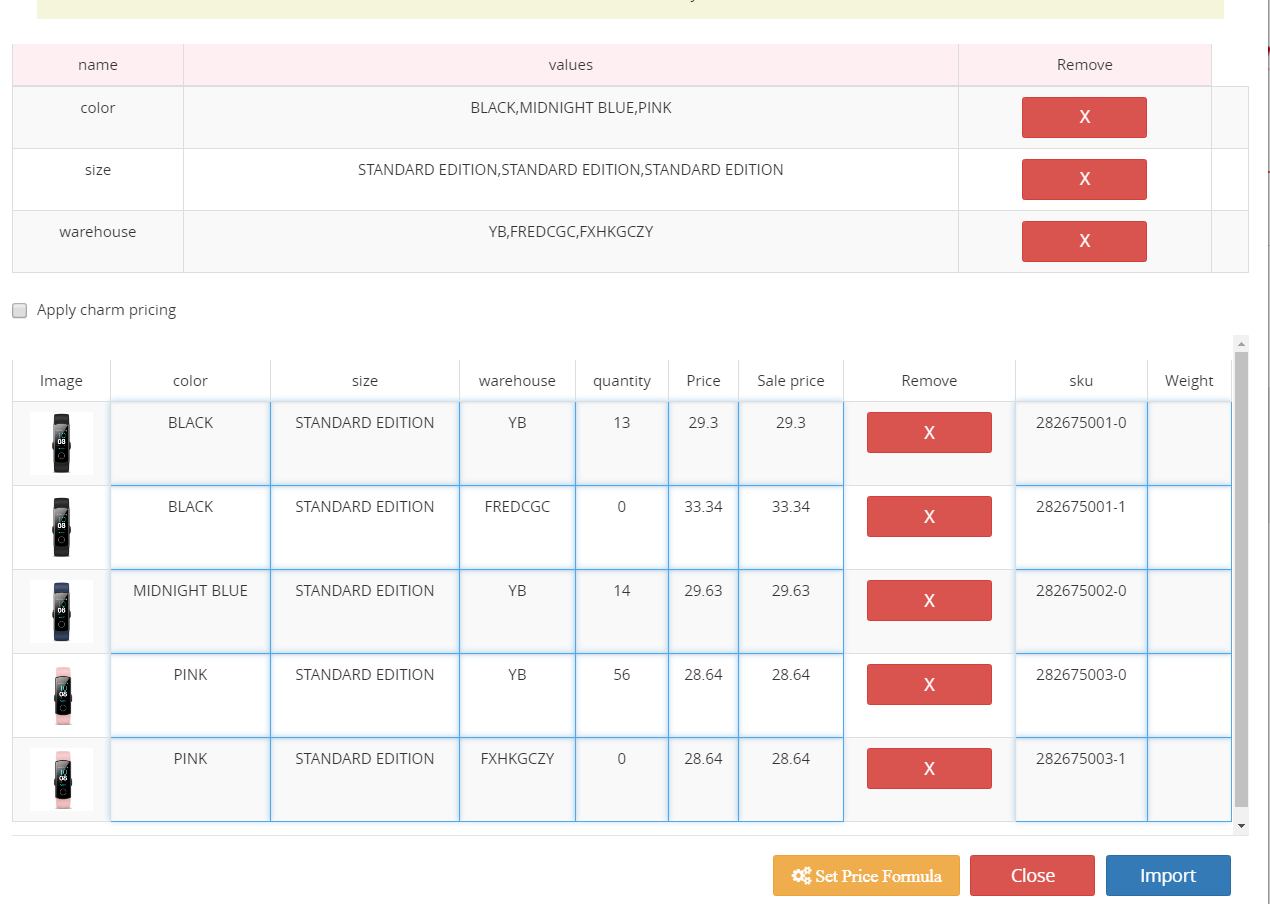 name values Remove
color BLACK,MIDNIGHT BLUE,PINK X
size STANDARD EDITION,STANDARD EDITION,STANDARD EDITION X
warehouse YB,FREDCGC,FXHKGCZY X
Apply charm pricing
Image color size warehouse quantity Price Sale price Remove sku Weight
BLACK STANDARD EDITION YB 13 29.3 29.3 X 282675001-0
BLACK STANDARD EDITION FREDCGC 0 33.34 33.34 X 282675001-1
MIDNIGHT BLUE STANDARD EDITION YB 14 29.63 29.63 X 282675002-0
PINK STANDARD EDITION YB 56 28.64 28.64 X 282675003-0
PINK STANDARD EDITION FXHKGCZY 0 28.64 28.64 X 282675003-1
Set Price Formula Close Import